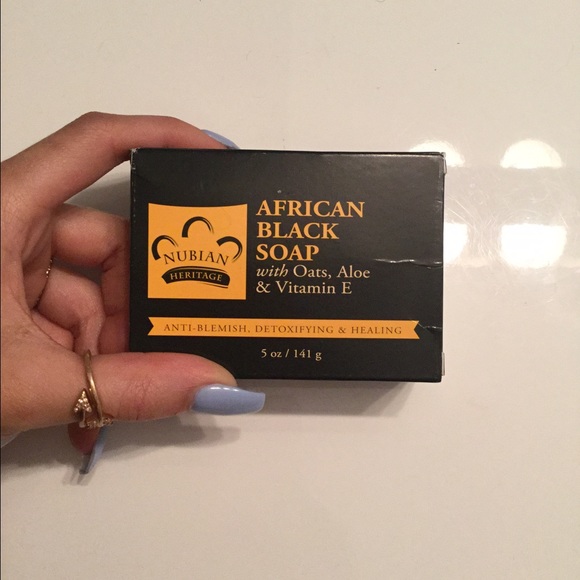 NUBIAN
HERITAGE
AFRICAN
BLACK
SOAP
with Oats, Aloe
& Vitamin E
ANTI-BLEMISH, DETOXIFYING & HEALING
5 oz / 141 g